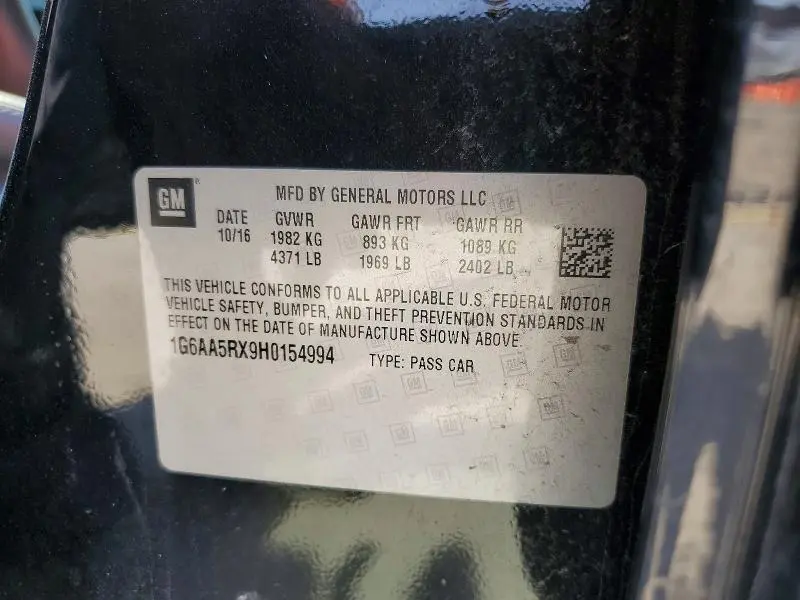 GM
MFD BY GENERAL MOTORS LLC
DATE GVWR GAWR FRT GAWR RR
10/16 1982 KG 893 KG 1089 KG
4371 LB 1969 LB 2402 LB
THIS VEHICLE CONFORMS TO ALL APPLICABLE U.S. FEDERAL MOTOR
VEHICLE SAFETY, BUMPER, AND THEFT PREVENTION STANDARDS IN
EFFECT ON THE DATE OF MANUFACTURE SHOWN ABOVE.
1G6AA5RX9H0154994 TYPE: PASS CAR